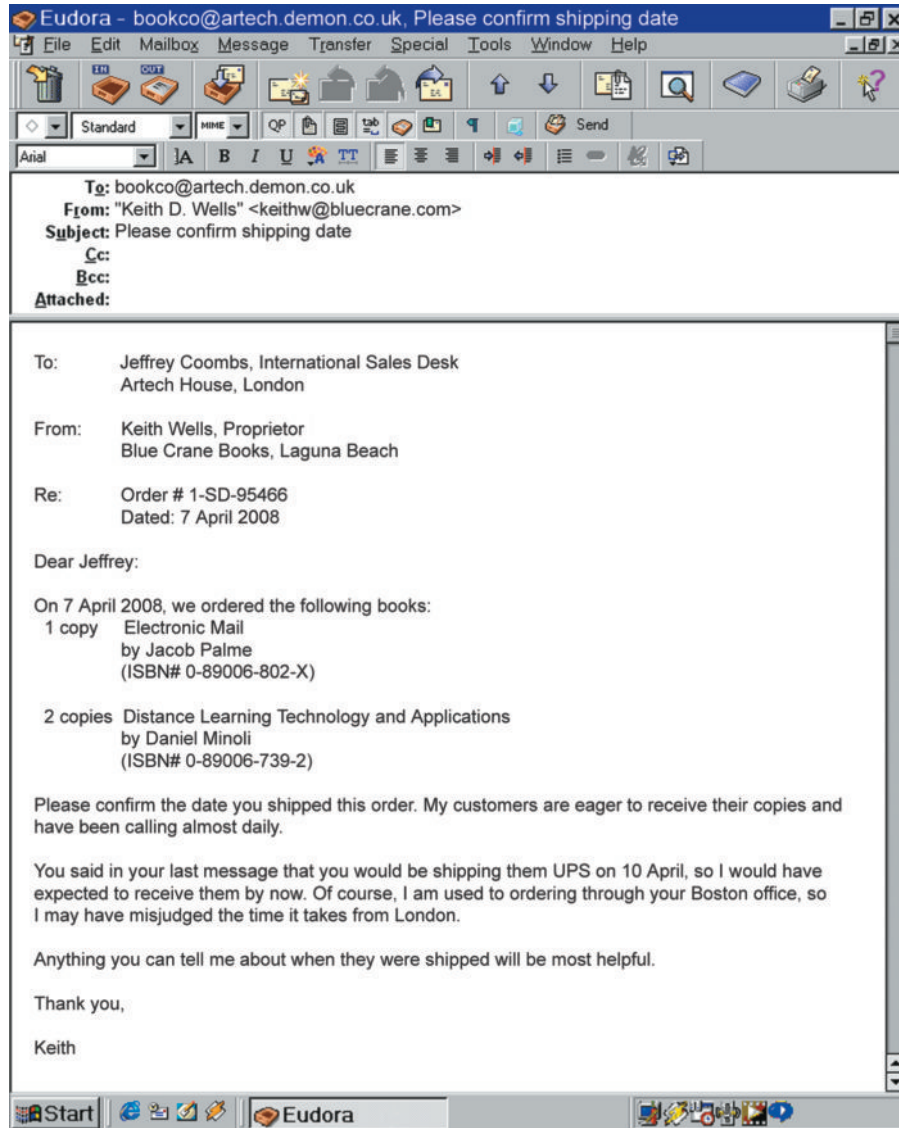 Eudora - bookco@artech.demon.co.uk, Please confirm shipping date
File Edit Mailbox Message Transfer Special Tools Window Help
IN OUT
Standard MIME QP tab Send
Arial A B I U TT
To: bookco@artech.demon.co.uk
From: "Keith D. Wells" <keithw@bluecrane.com>
Subject: Please confirm shipping date
Cc:
Bcc:
Attached:
To: Jeffrey Coombs, International Sales Desk
Artech House, London
From: Keith Wells, Proprietor
Blue Crane Books, Laguna Beach
Re: Order # 1-SD-95466
Dated: 7 April 2008
Dear Jeffrey:
On 7 April 2008, we ordered the following books:
1 copy Electronic Mail
by Jacob Palme
(ISBN# 0-89006-802-X)
2 copies Distance Learning Technology and Applications
by Daniel Minoli
(ISBN# 0-89006-739-2)
Please confirm the date you shipped this order. My customers are eager to receive their copies and
have been calling almost daily.
You said in your last message that you would be shipping them UPS on 10 April, so I would have
expected to receive them by now. Of course, I am used to ordering through your Boston office, so
I may have misjudged the time it takes from London.
Anything you can tell me about when they were shipped will be most helpful.
Thank you,
Keith
Start Eudora